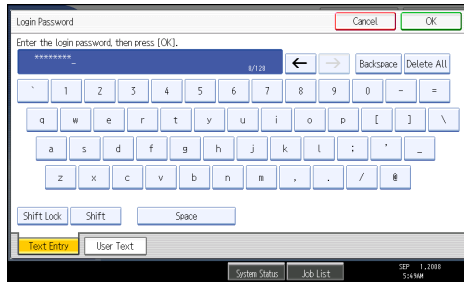 Login Password
Cancel OK
Enter the login password, then press [OK].
********_
8/128 ← → Backspace Delete All
` 1 2 3 4 5 6 7 8 9 0 - =
q w e r t y u i o p [ ] \
a s d f g h j k l ; ' _
z x c v b n m , . / @
Shift Lock Shift Space
Text Entry User Text
System Status Job List SEP 1,2008
5:49AM